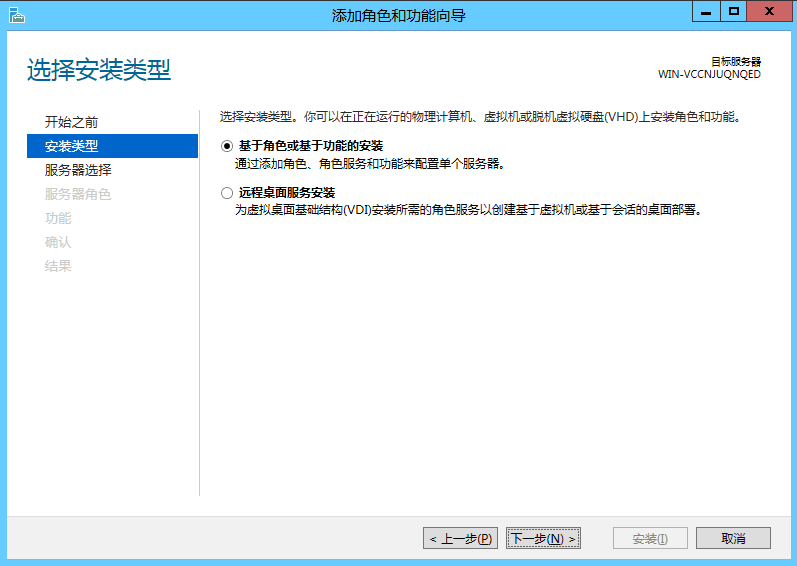 添加角色和功能向导
选择安装类型
目标服务器
WIN-VCCNJUQNQED
开始之前
安装类型
服务器选择
服务器角色
功能
确认
结果
选择安装类型。你可以在正在运行的物理计算机、虚拟机或脱机虚拟硬盘(VHD)上安装角色和功能。
基于角色或基于功能的安装
通过添加角色、角色服务和功能来配置单个服务器。
远程桌面服务安装
为虚拟桌面基础结构(VDI)安装所需的角色服务以创建基于虚拟机或基于会话的桌面部署。
< 上一步(P)
下一步(N) >
安装(I)
取消